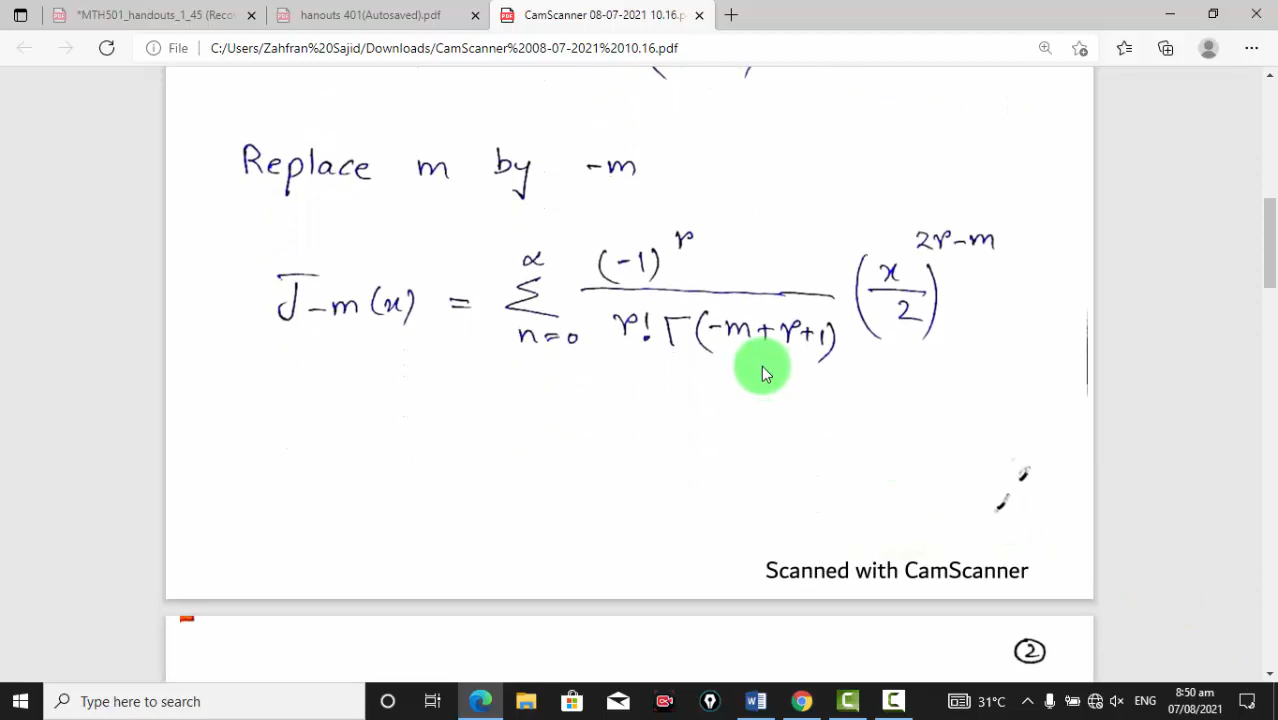 *MTH501_handouts_1_45 (Recov
hanouts 401(Autosaved).pdf
CamScanner 08-07-2021 10.16.p
File
C:/Users/Zahfran%20Sajid/Downloads/CamScanner%2008-07-2021%2010.16.pdf
Replace m by -m
J-m(x) = ∑ n=0 ∝ (-1)^r / r! Γ(-m+r+1) (x/2)^2r-m
Scanned with CamScanner
2
Type here to search
31°C
ENG
8:50 am
07/08/2021